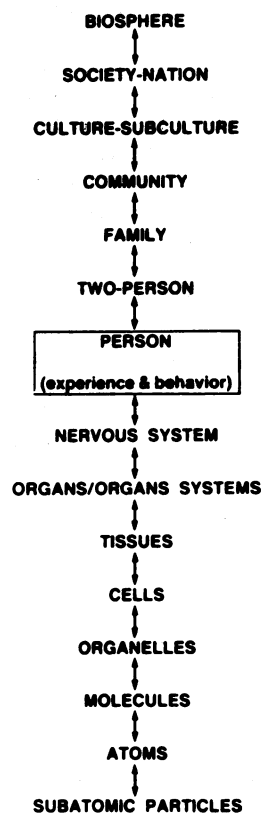 BIOSPHERE
SOCIETY-NATION
CULTURE-SUBCULTURE
COMMUNITY
FAMILY
TWO-PERSON
PERSON
(experience & behavior)
NERVOUS SYSTEM
ORGANS/ORGANS SYSTEMS
TISSUES
CELLS
ORGANELLES
MOLECULES
ATOMS
SUBATOMIC PARTICLES